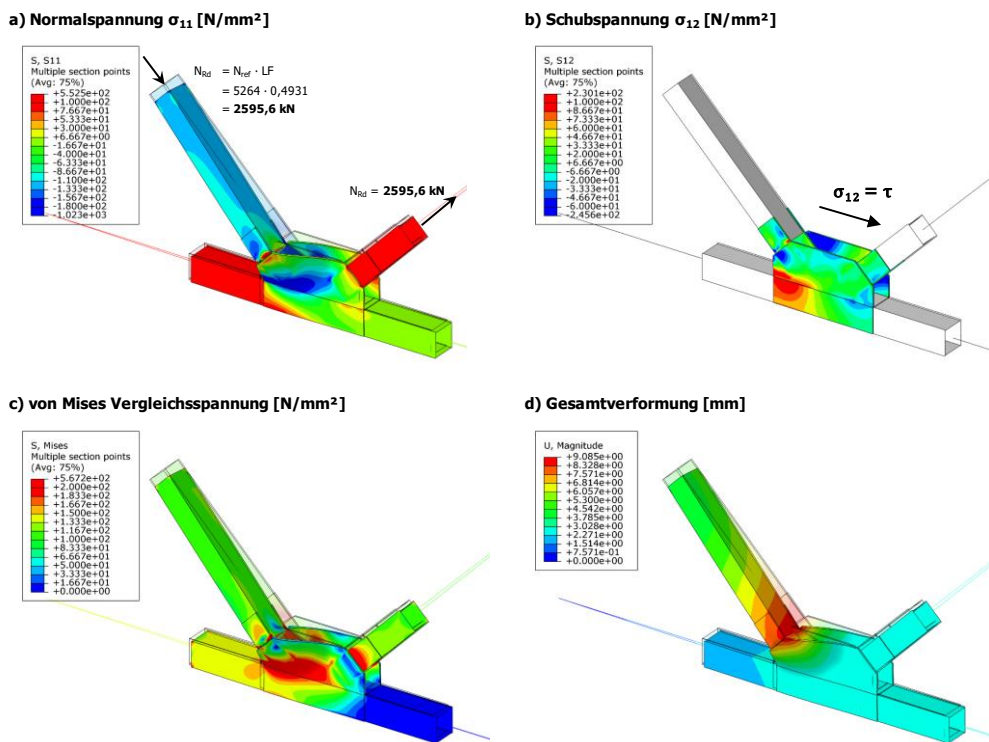 a) Normalspannung σ11 [N/mm²]
S, S11
Multiple section points
(Avg: 75%)
+5.525e+02
+1.000e+02
+7.667e+01
+5.333e+01
+3.000e+01
+6.667e+00
-1.667e+01
-4.000e+01
-6.333e+01
-8.667e+01
-1.100e+02
-1.333e+02
-1.567e+02
-1.800e+02
-1.023e+03
NRd = Nref · LF
= 5264 · 0,4931
= 2595,6 kN
NRd = 2595,6 kN
b) Schubspannung σ12 [N/mm²]
S, S12
Multiple section points
(Avg: 75%)
+2.301e+02
+1.000e+02
+8.667e+01
+7.333e+01
+6.000e+01
+4.667e+01
+3.333e+01
+2.000e+01
+6.667e+00
-6.667e+00
-2.000e+01
-3.333e+01
-4.667e+01
-6.000e+01
-2.456e+02
σ12 = τ
c) von Mises Vergleichsspannung [N/mm²]
S, Mises
Multiple section points
(Avg: 75%)
+5.672e+02
+2.000e+02
+1.833e+02
+1.667e+02
+1.500e+02
+1.333e+02
+1.167e+02
+1.000e+02
+8.333e+01
+6.667e+01
+5.000e+01
+3.333e+01
+1.667e+01
+0.000e+00
d) Gesamtverformung [mm]
U, Magnitude
+9.085e+00
+8.328e+00
+7.571e+00
+6.814e+00
+6.057e+00
+5.300e+00
+4.542e+00
+3.785e+00
+3.028e+00
+2.271e+00
+1.514e+00
+7.571e-01
+0.000e+00